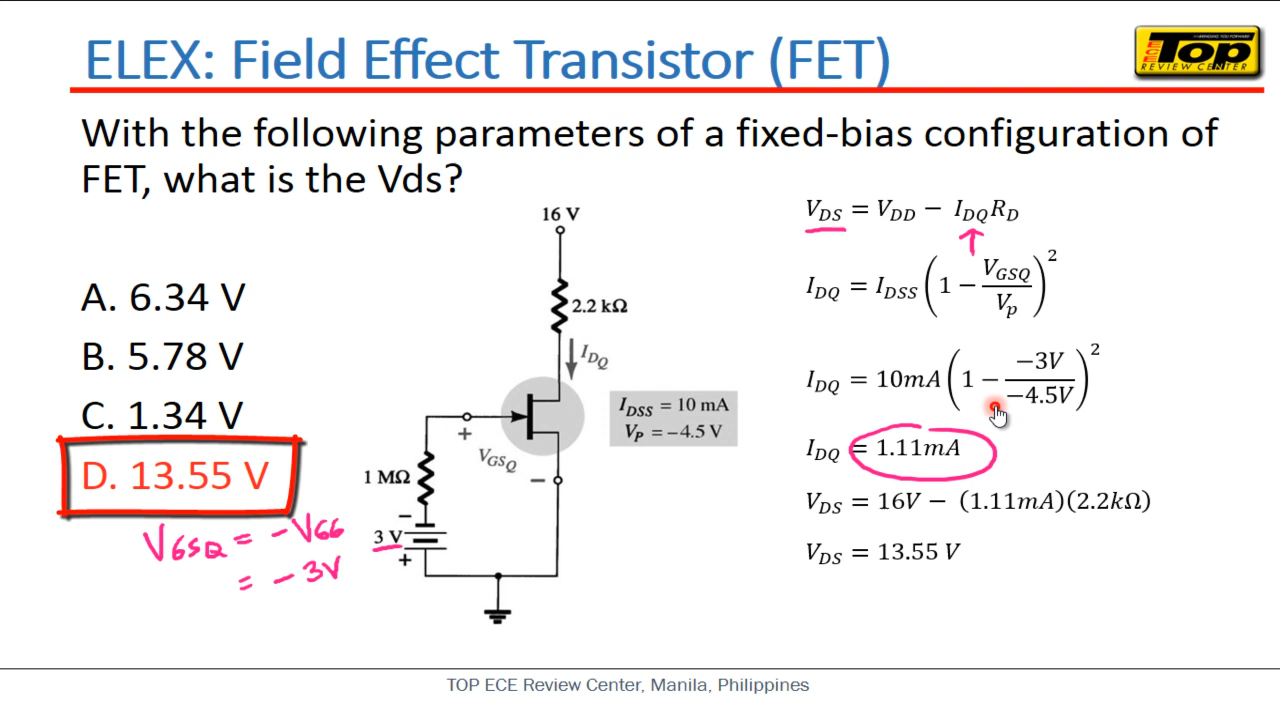 ELEX: Field Effect Transistor (FET)
ECE Top
REVIEW CENTER
With the following parameters of a fixed-bias configuration of
FET, what is the Vds?
A. 6.34 V
B. 5.78 V
C. 1.34 V
D. 13.55 V
V_GSQ = -V_GG
= -3V
16 V
2.2 kΩ
I_DQ
I_DSS = 10 mA
V_P = -4.5 V
+
V_GSQ
-
1 MΩ
-
3 V
+
V_DS = V_DD − I_DQ R_D
I_DQ = I_DSS (1 − V_GSQ / V_p)²
I_DQ = 10mA (1 − −3V / −4.5V)²
I_DQ = 1.11mA
V_DS = 16V − (1.11mA)(2.2kΩ)
V_DS = 13.55 V
TOP ECE Review Center, Manila, Philippines